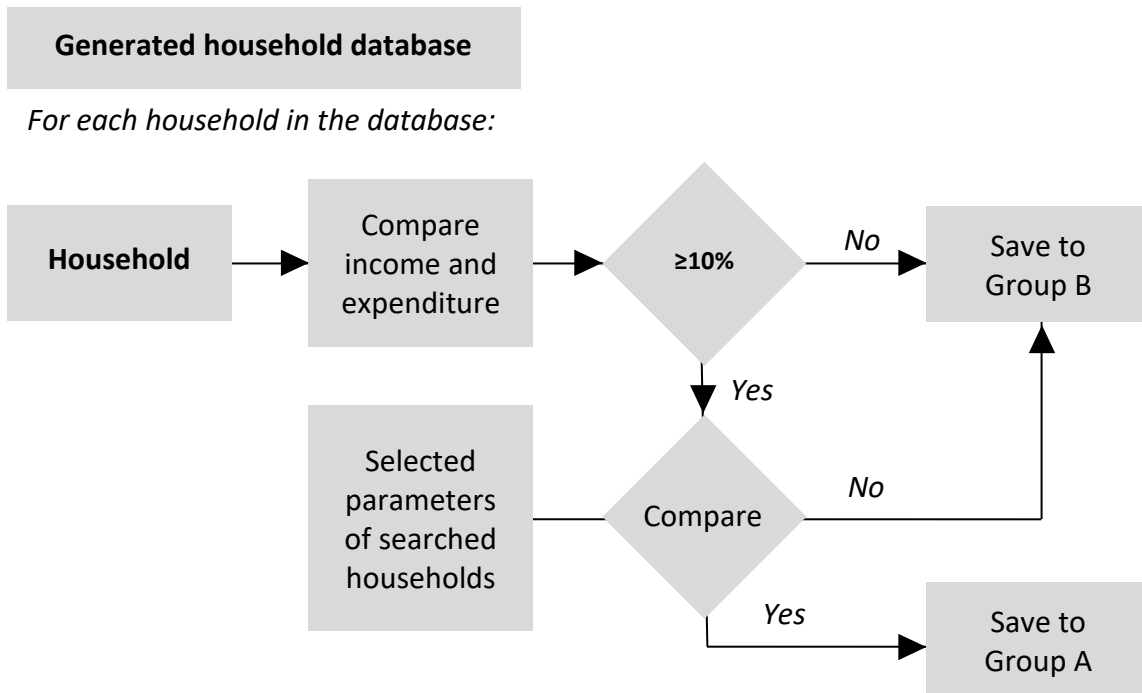 Generated household database
For each household in the database:
Household
Compare
income and
expenditure
≥10%
No
Save to
Group B
Yes
Selected
parameters
of searched
households
Compare
No
Yes
Save to
Group A